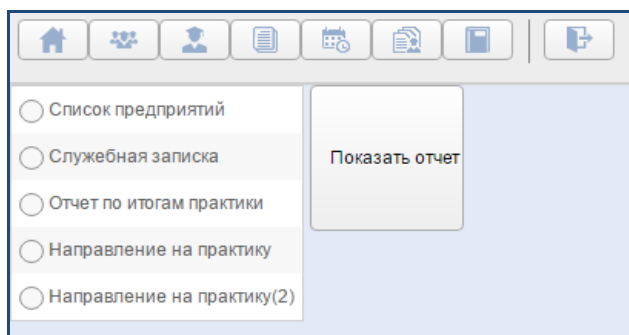 Список предприятий
Служебная записка
Показать отчет
Отчет по итогам практики
Направление на практику
Направление на практику(2)